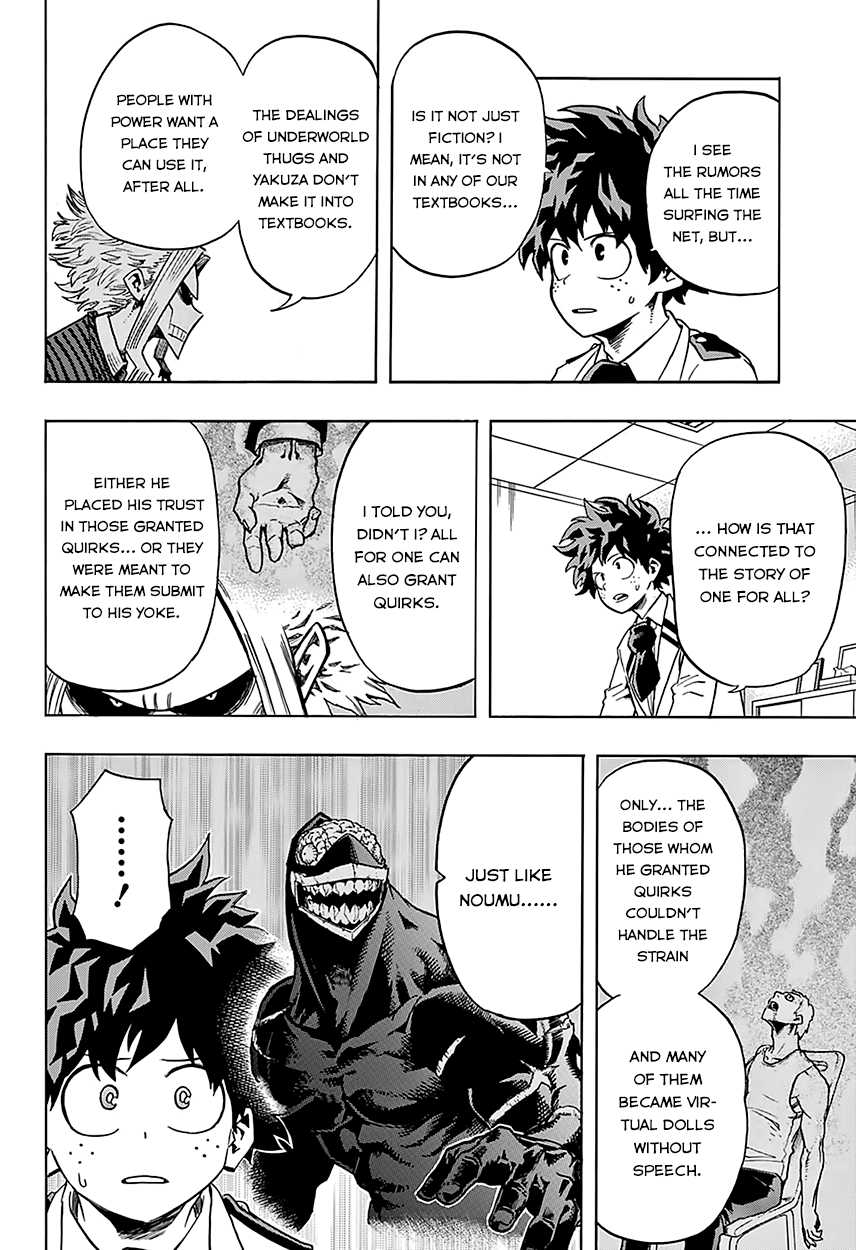 I SEE
THE RUMORS
ALL THE TIME
SURFING THE
NET, BUT...
IS IT NOT JUST
FICTION? I
MEAN, IT'S NOT
IN ANY OF OUR
TEXTBOOKS...
THE DEALINGS
OF UNDERWORLD
THUGS AND
YAKUZA DON'T
MAKE IT INTO
TEXTBOOKS.
PEOPLE WITH
POWER WANT A
PLACE THEY
CAN USE IT,
AFTER ALL.
... HOW IS THAT
CONNECTED TO
THE STORY OF
ONE FOR ALL?
I TOLD YOU,
DIDN'T I? ALL
FOR ONE CAN
ALSO GRANT
QUIRKS.
EITHER HE
PLACED HIS TRUST
IN THOSE GRANTED
QUIRKS... OR THEY
WERE MEANT TO
MAKE THEM SUBMIT
TO HIS YOKE.
ONLY... THE
BODIES OF
THOSE WHOM
HE GRANTED
QUIRKS
COULDN'T
HANDLE THE
STRAIN
AND MANY
OF THEM
BECAME VIR-
TUAL DOLLS
WITHOUT
SPEECH.
JUST LIKE
NOUMU......
......!